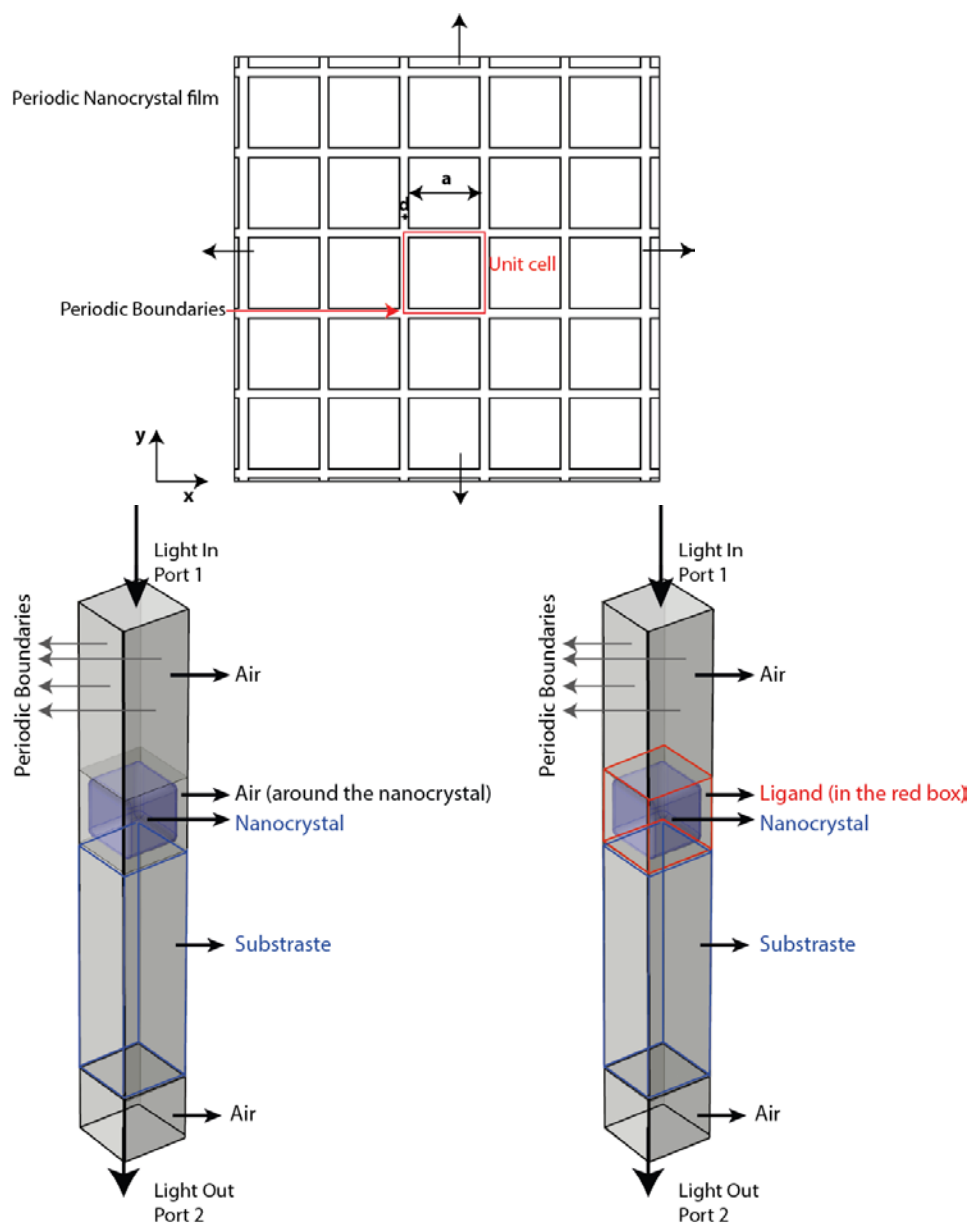 Periodic Nanocrystal film
a
d
Unit cell
Periodic Boundaries
y
x
Light In
Port 1
Periodic Boundaries
Air
Air (around the nanocrystal)
Nanocrystal
Substraste
Air
Light Out
Port 2
Light In
Port 1
Periodic Boundaries
Air
Ligand (in the red box)
Nanocrystal
Substraste
Air
Light Out
Port 2